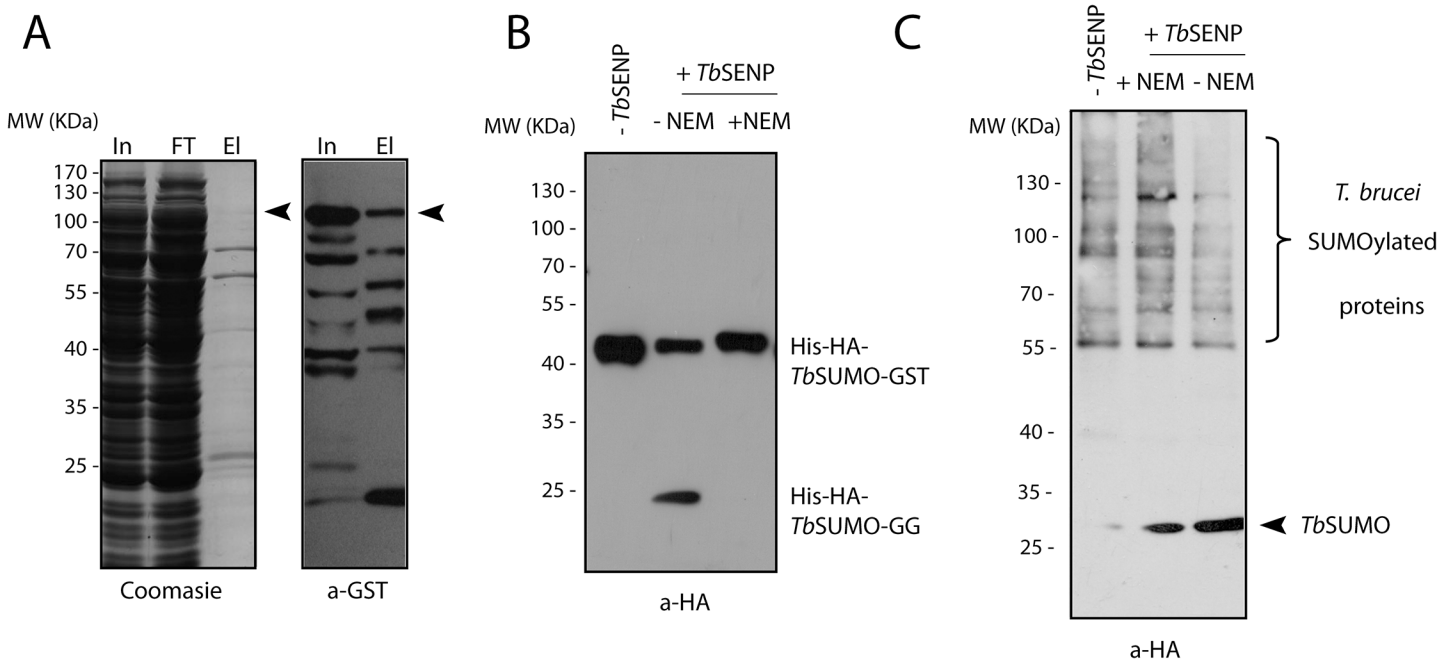 A
MW (KDa)
In FT El
In El
170 -
130 -
100 -
70 -
55 -
40 -
35 -
25 -
Coomasie
a-GST
B
- TbSENP
+ TbSENP
- NEM +NEM
MW (KDa)
130 -
100 -
70 -
55 -
40 -
35 -
25 -
His-HA-
TbSUMO-GST
His-HA-
TbSUMO-GG
a-HA
C
- TbSENP
+ TbSENP
+ NEM - NEM
MW (KDa)
130 -
100 -
70 -
55 -
40 -
35 -
25 -
T. brucei
SUMOylated
proteins
TbSUMO
a-HA